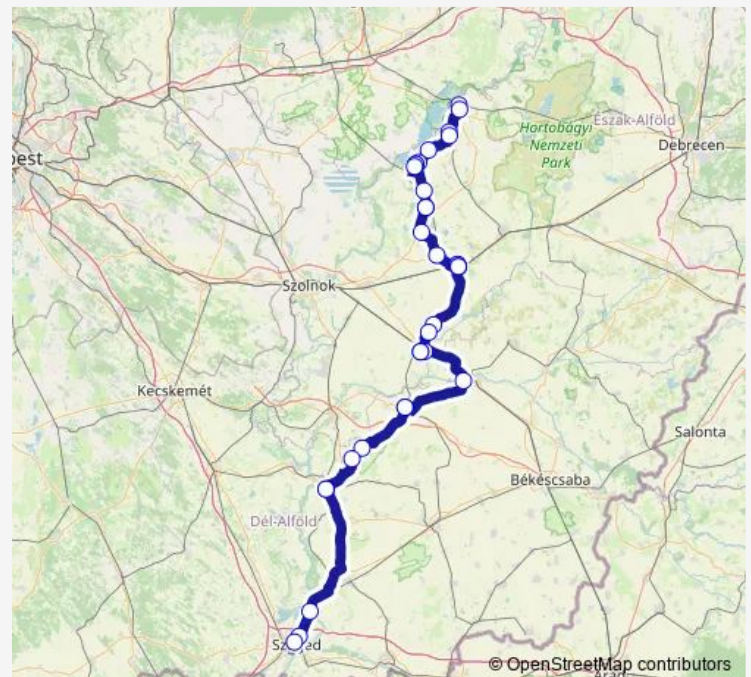 Észak-Alföld
Hortobágyi
Nemzeti
Park
Debrecen
pest
Szolnok
Kecskemét
Salonta
Békéscsaba
Dél-Alföld
© OpenStreetMap contributors